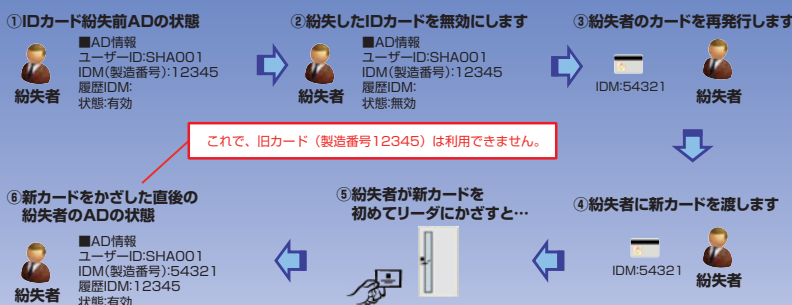 ①IDカード紛失前ADの状態
■AD情報
ユーザーID:SHA001
IDM(製造番号):12345
履歴IDM:
状態:有効
紛失者
②紛失したIDカードを無効にします
■AD情報
ユーザーID:SHA001
IDM(製造番号):12345
履歴IDM:
状態:無効
紛失者
③紛失者のカードを再発行します
IDM:54321
紛失者
これで、旧カード（製造番号12345）は利用できません。
④紛失者に新カードを渡します
IDM:54321
紛失者
⑤紛失者が新カードを
初めてリーダにかざすと…
⑥新カードをかざした直後の
紛失者のADの状態
■AD情報
ユーザーID:SHA001
IDM(製造番号):54321
履歴IDM:12345
状態:有効
紛失者